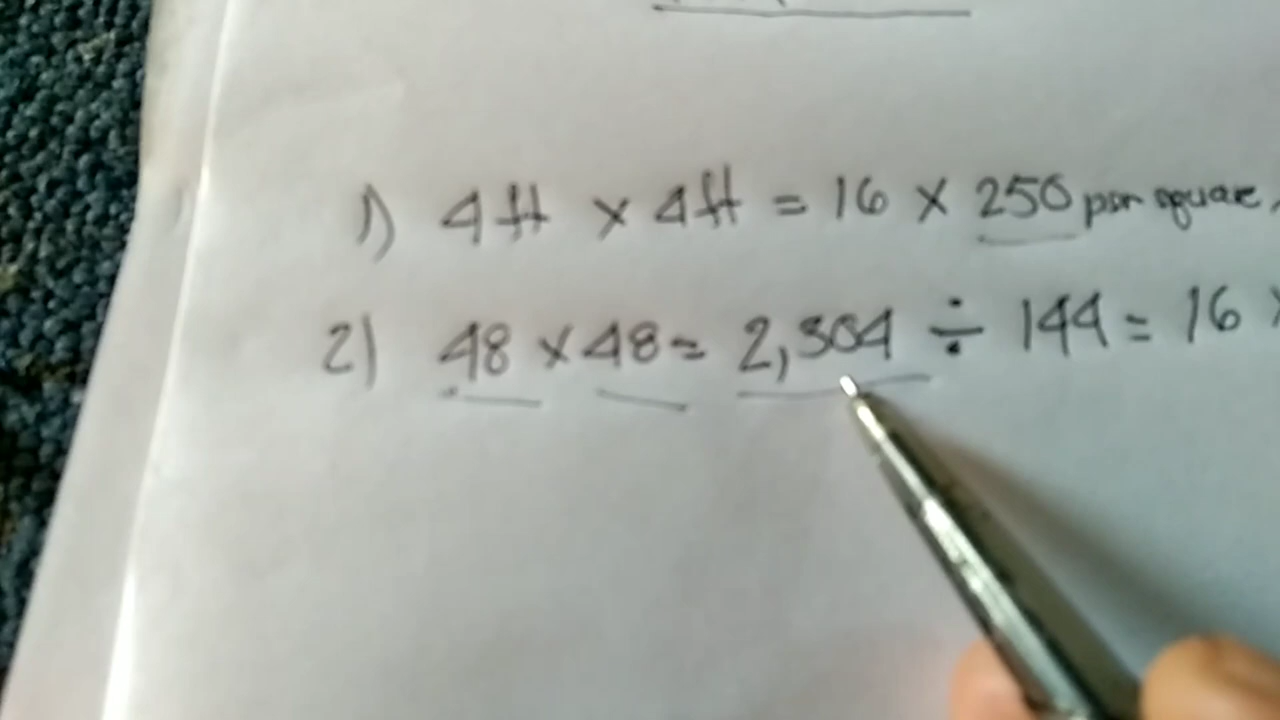 1) 4ft x 4ft = 16 x 250 per square
2) 48 x 48 = 2,304 ÷ 144 = 16 x